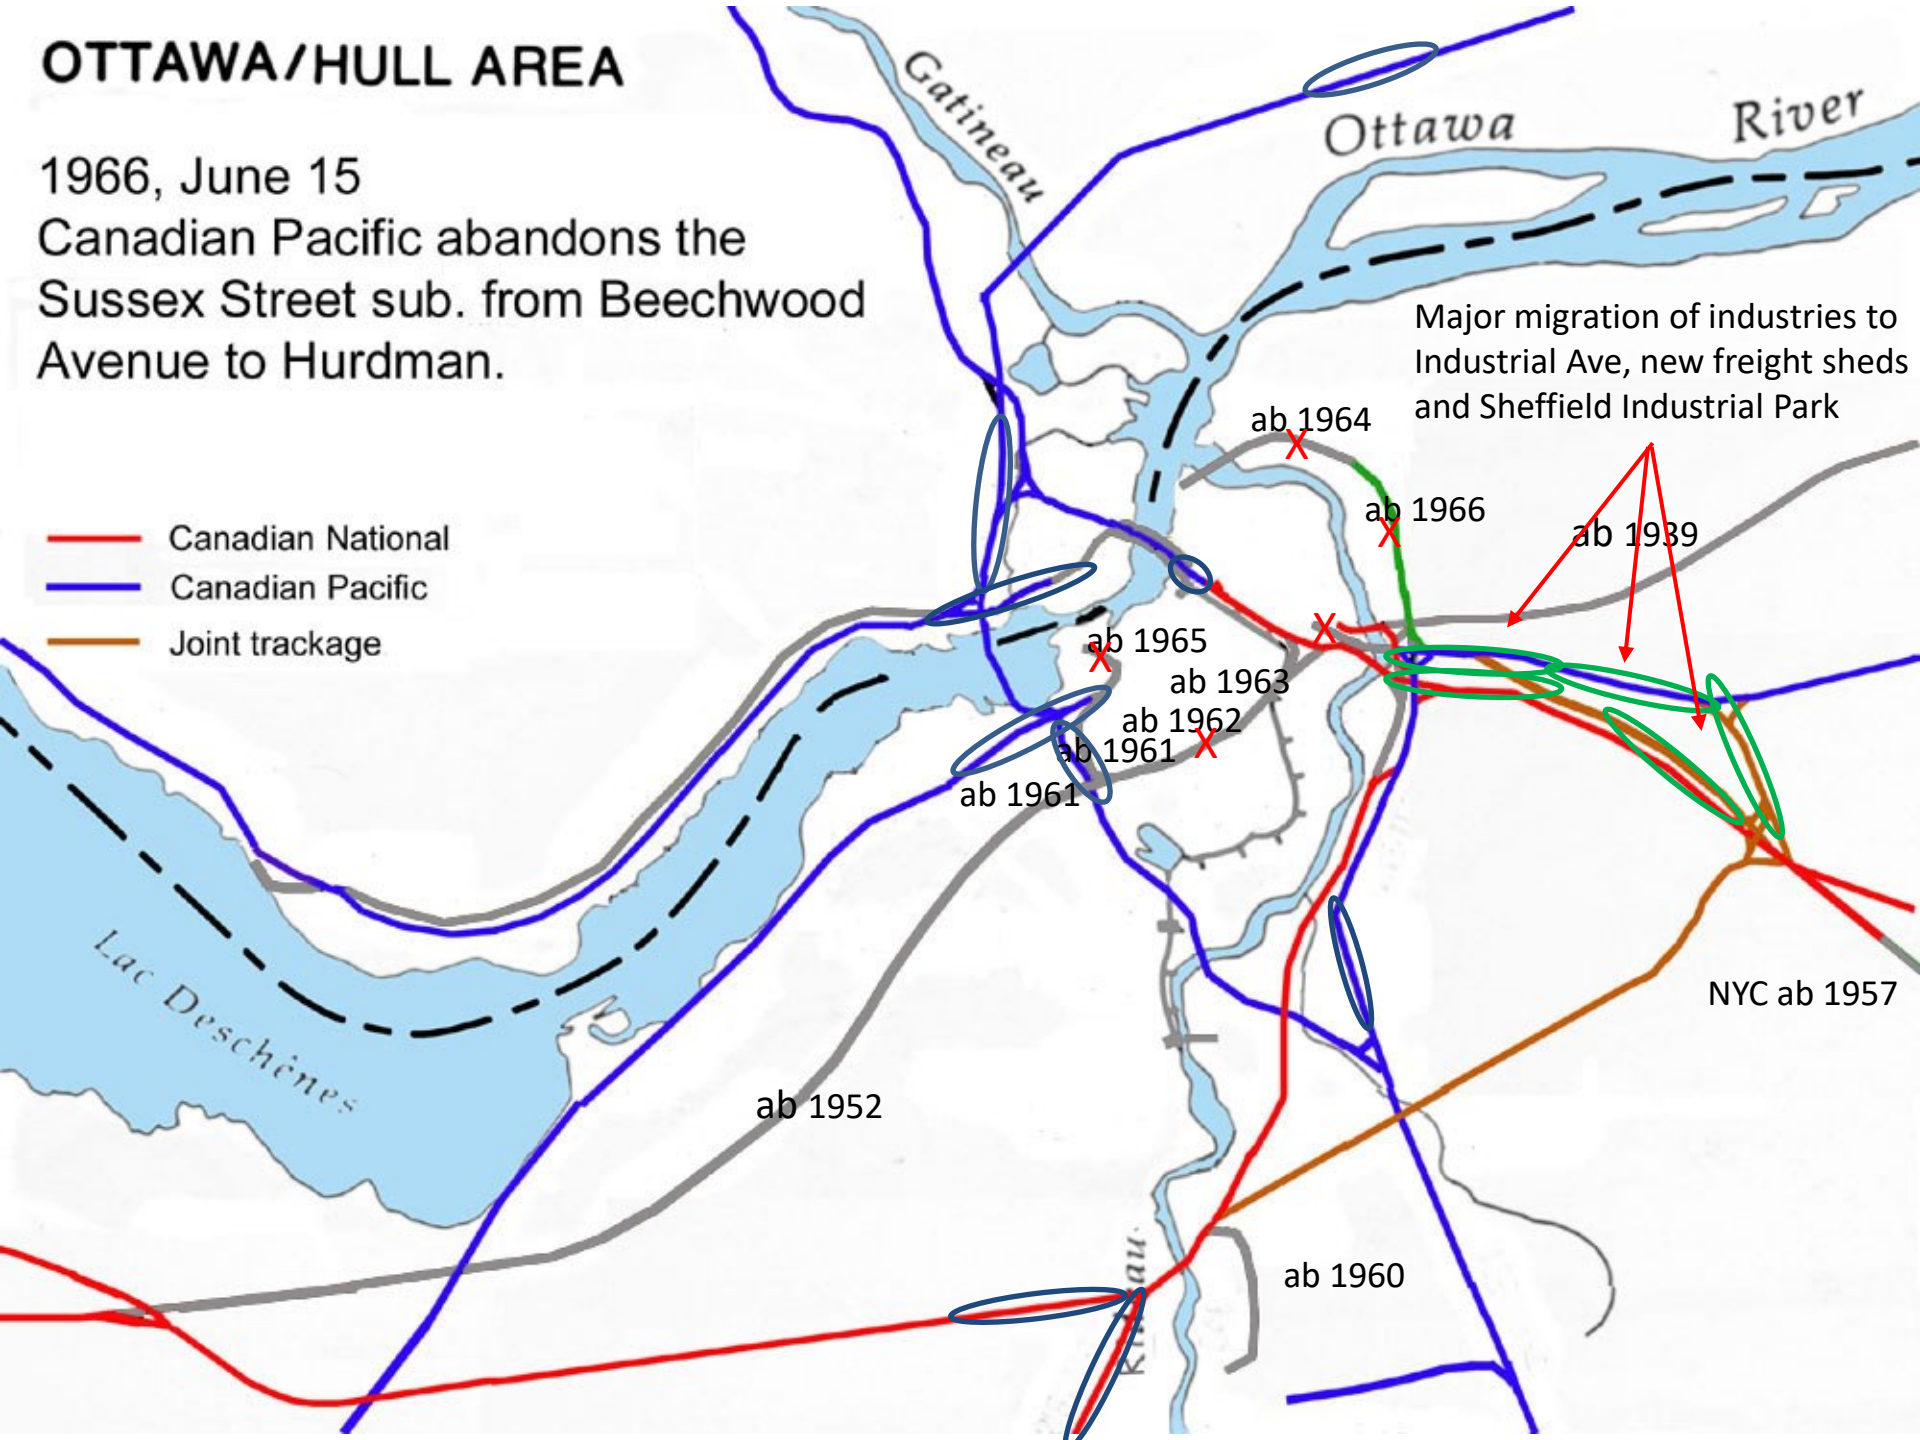 OTTAWA/HULL AREA
1966, June 15
Canadian Pacific abandons the
Sussex Street sub. from Beechwood
Avenue to Hurdman.
Canadian National
Canadian Pacific
Joint trackage
Gatineau
Ottawa River
Major migration of industries to
Industrial Ave, new freight sheds
and Sheffield Industrial Park
ab 1964
X
ab 1966
X
ab 1939
X
ab 1965
X
ab 1963
ab 1962
X
ab 1961
ab 1961
Lac Deschênes
NYC ab 1957
ab 1952
ab 1960